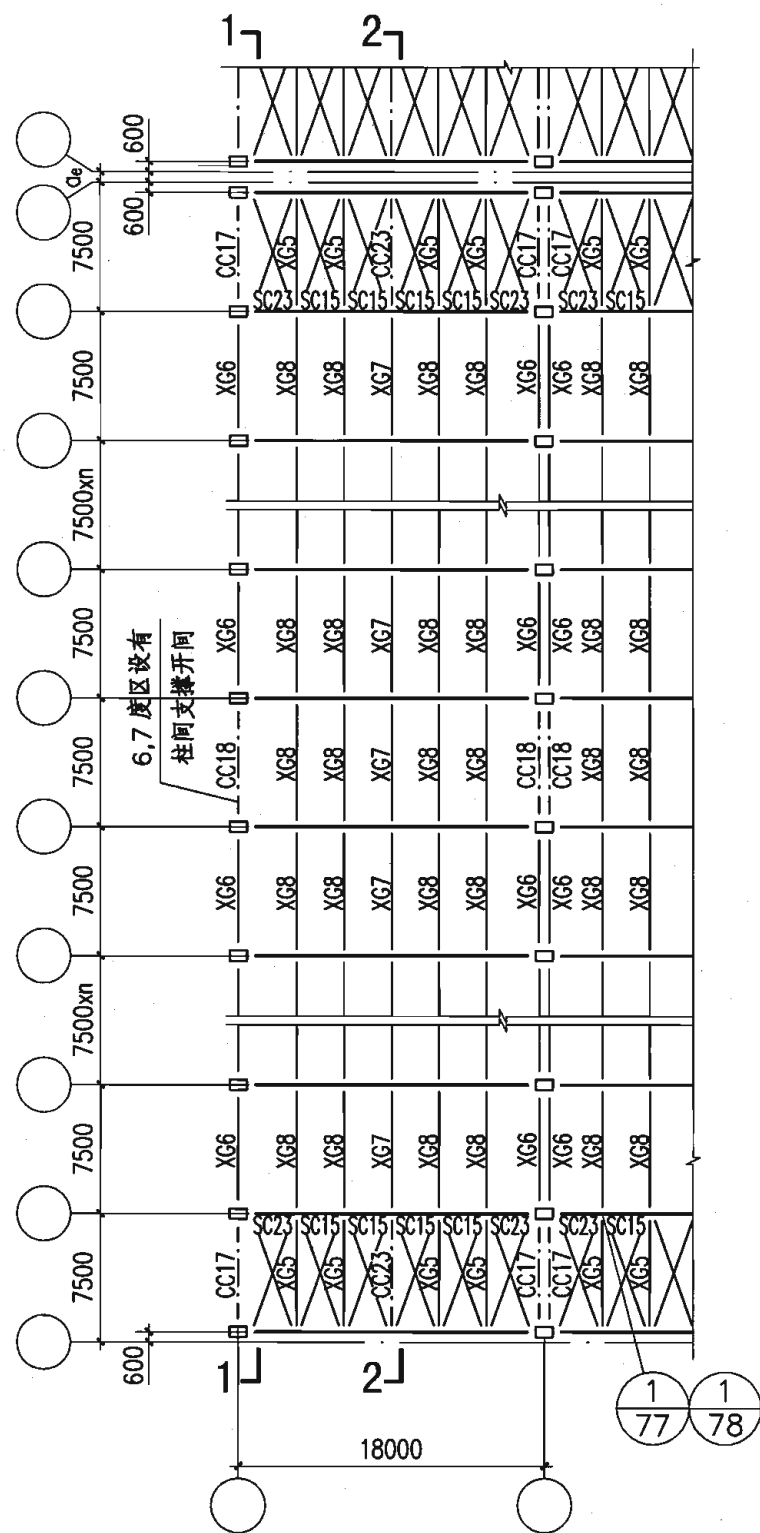 1 2
600
ae
600
7500
CC17 XG5 XG5 CC23 XG5 XG5 CC17 CC17 XG5 XG5
SC23 SC15 SC15 SC15 SC15 SC23 SC23 SC15
7500
XG6 XG8 XG8 XG7 XG8 XG8 XG6 XG6 XG8 XG8
7500xn
7500
XG6 XG8 XG8 XG7 XG8 XG8 XG6 XG6 XG8 XG8
6,7度区设有
柱间支撑开间
7500
CC18 XG8 XG8 XG7 XG8 XG8 CC18 CC18 XG8 XG8
7500
XG6 XG8 XG8 XG7 XG8 XG8 XG6 XG6 XG8 XG8
7500xn
7500
XG6 XG8 XG8 XG7 XG8 XG8 XG6 XG6 XG8 XG8
SC23 SC15 SC15 SC15 SC15 SC23 SC23 SC15
7500
CC17 XG5 XG5 CC23 XG5 XG5 CC17 CC17 XG5 XG5
600
1 2
1 1
77 78
18000